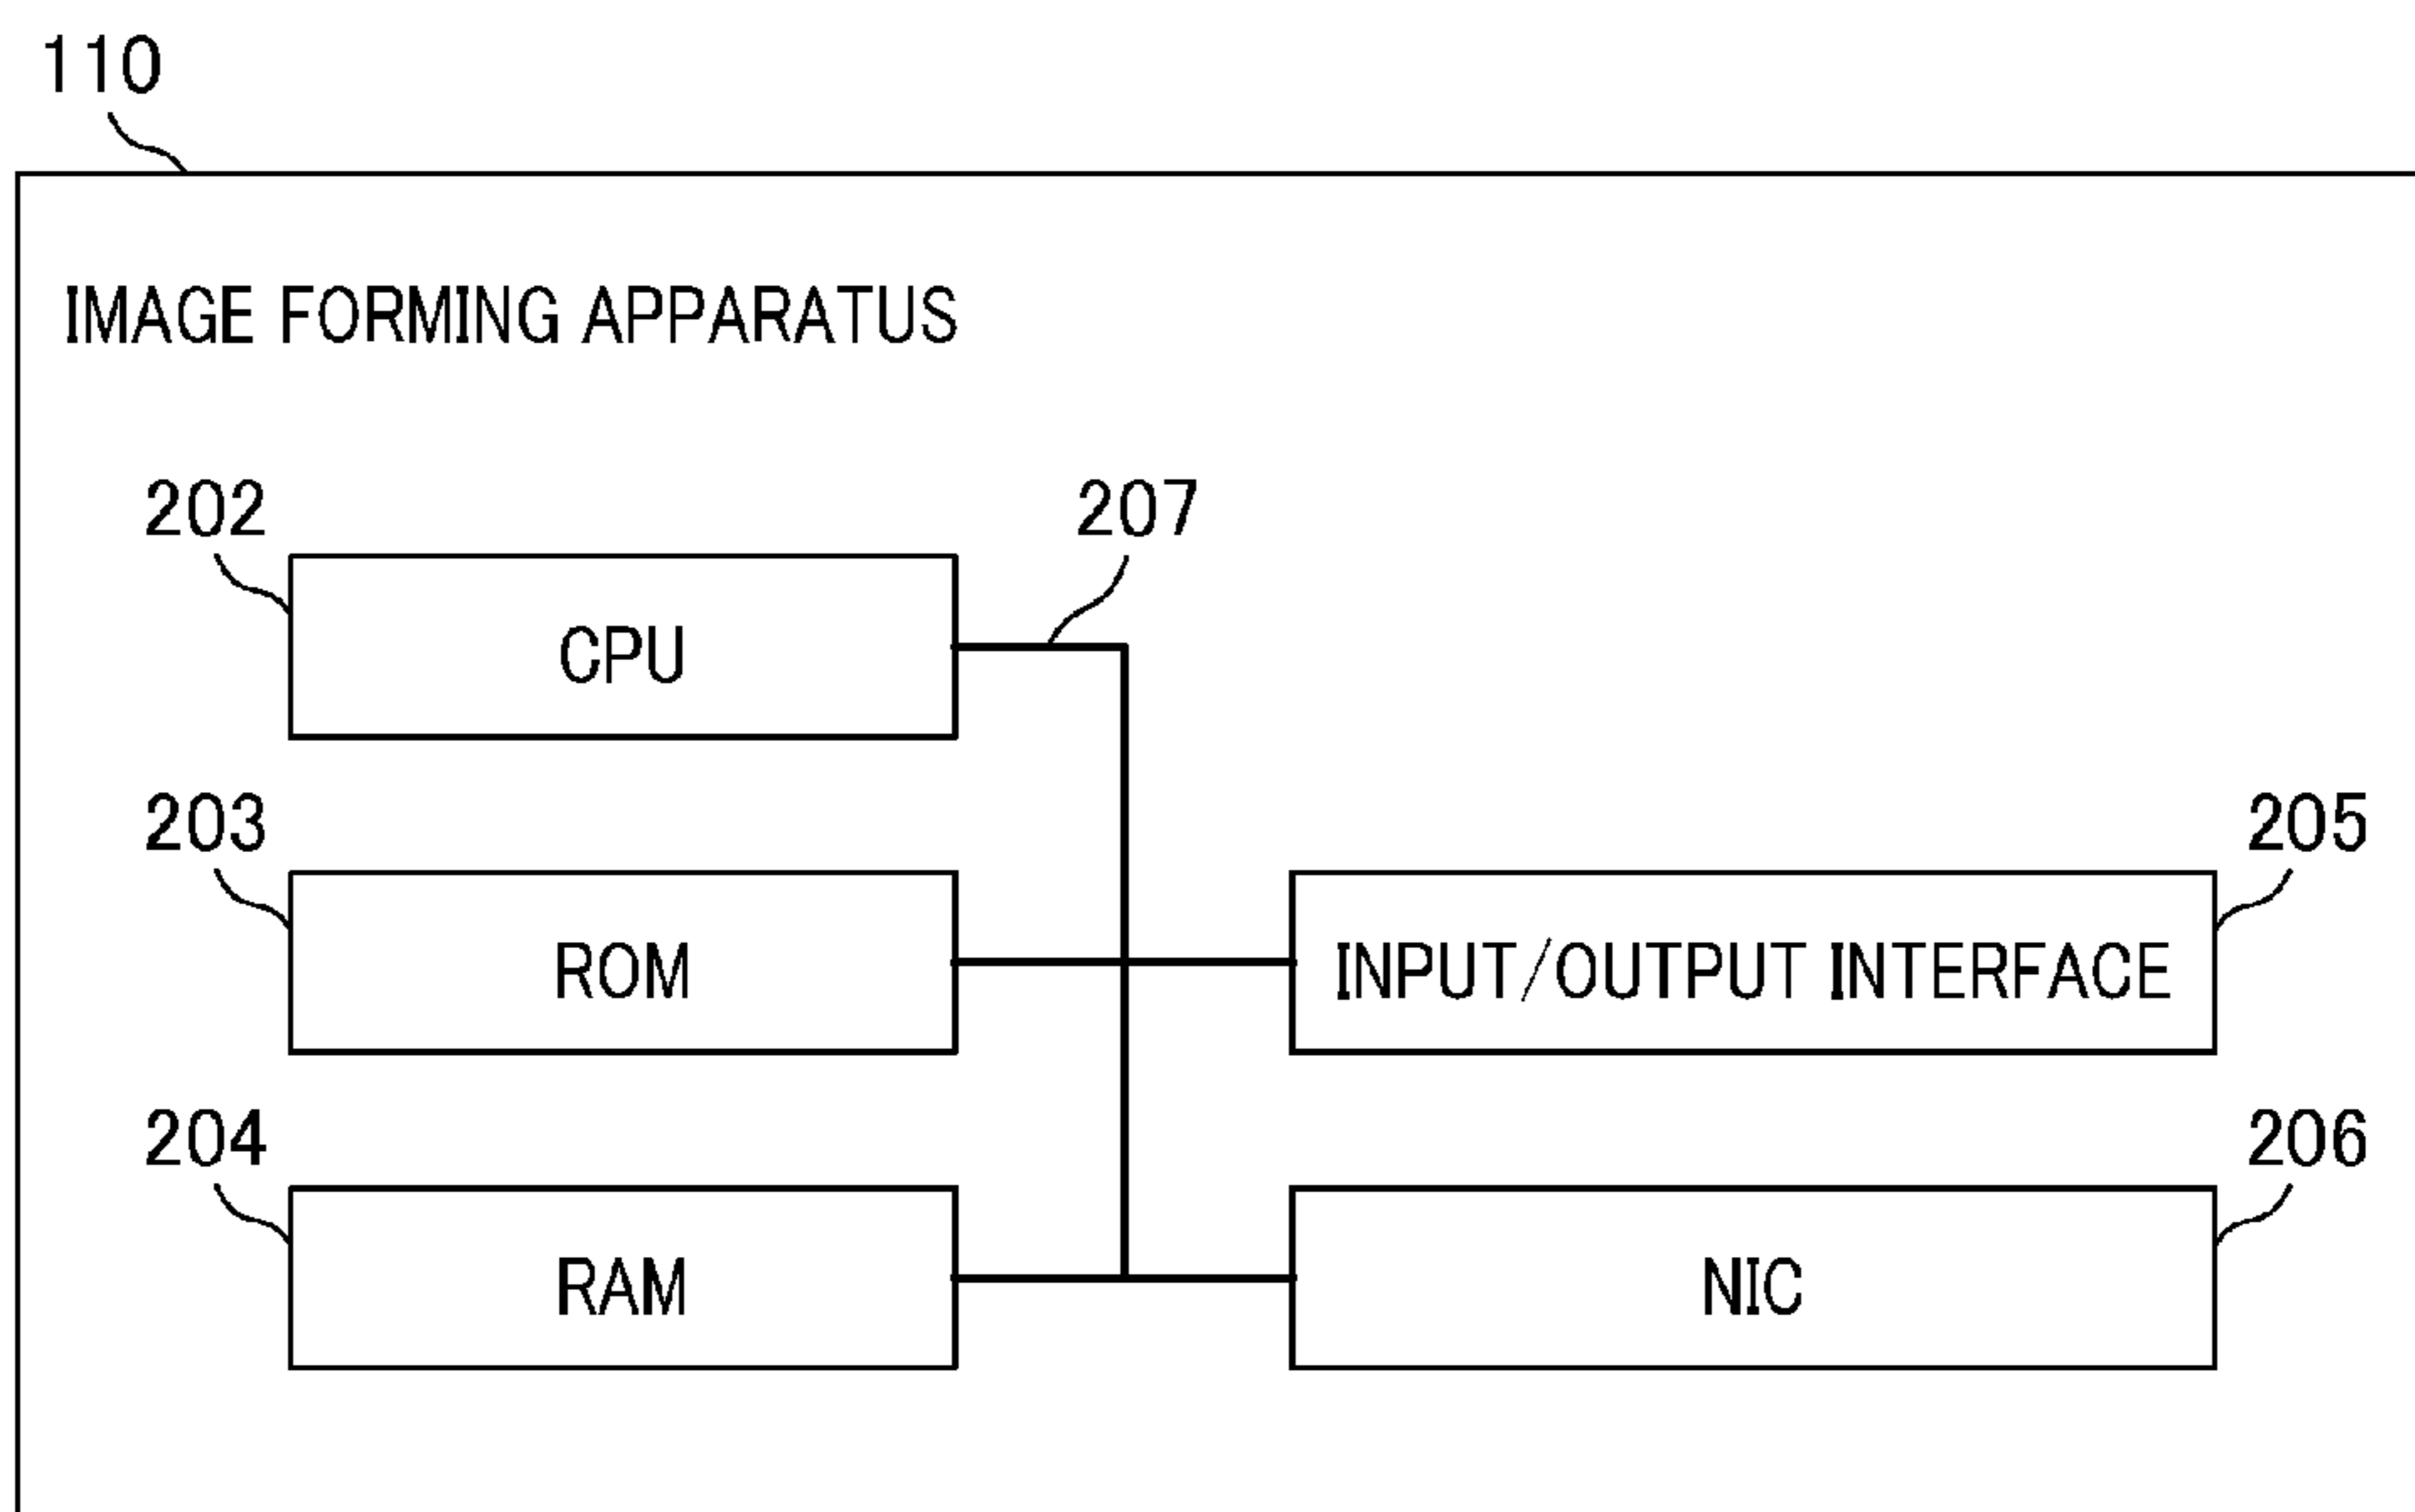 110
IMAGE FORMING APPARATUS
202
207
CPU
203
205
ROM
INPUT/OUTPUT INTERFACE
204
206
RAM
NIC